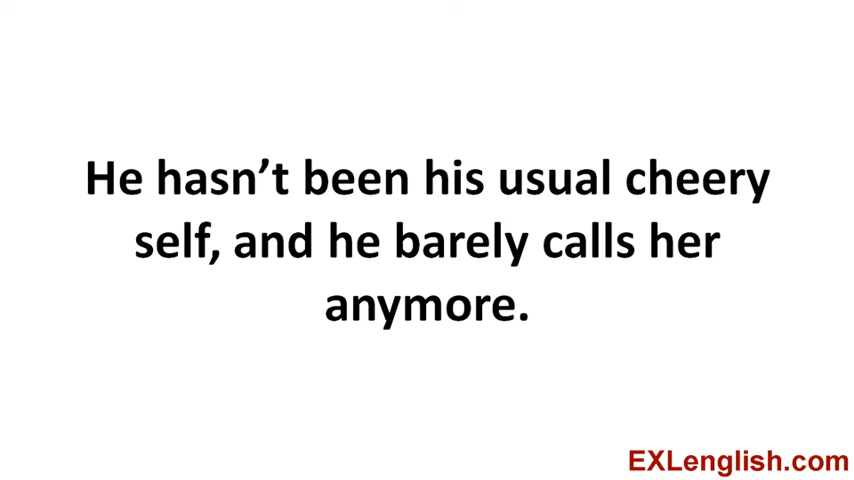 He hasn’t been his usual cheery
self, and he barely calls her
anymore.
EXLenglish.com